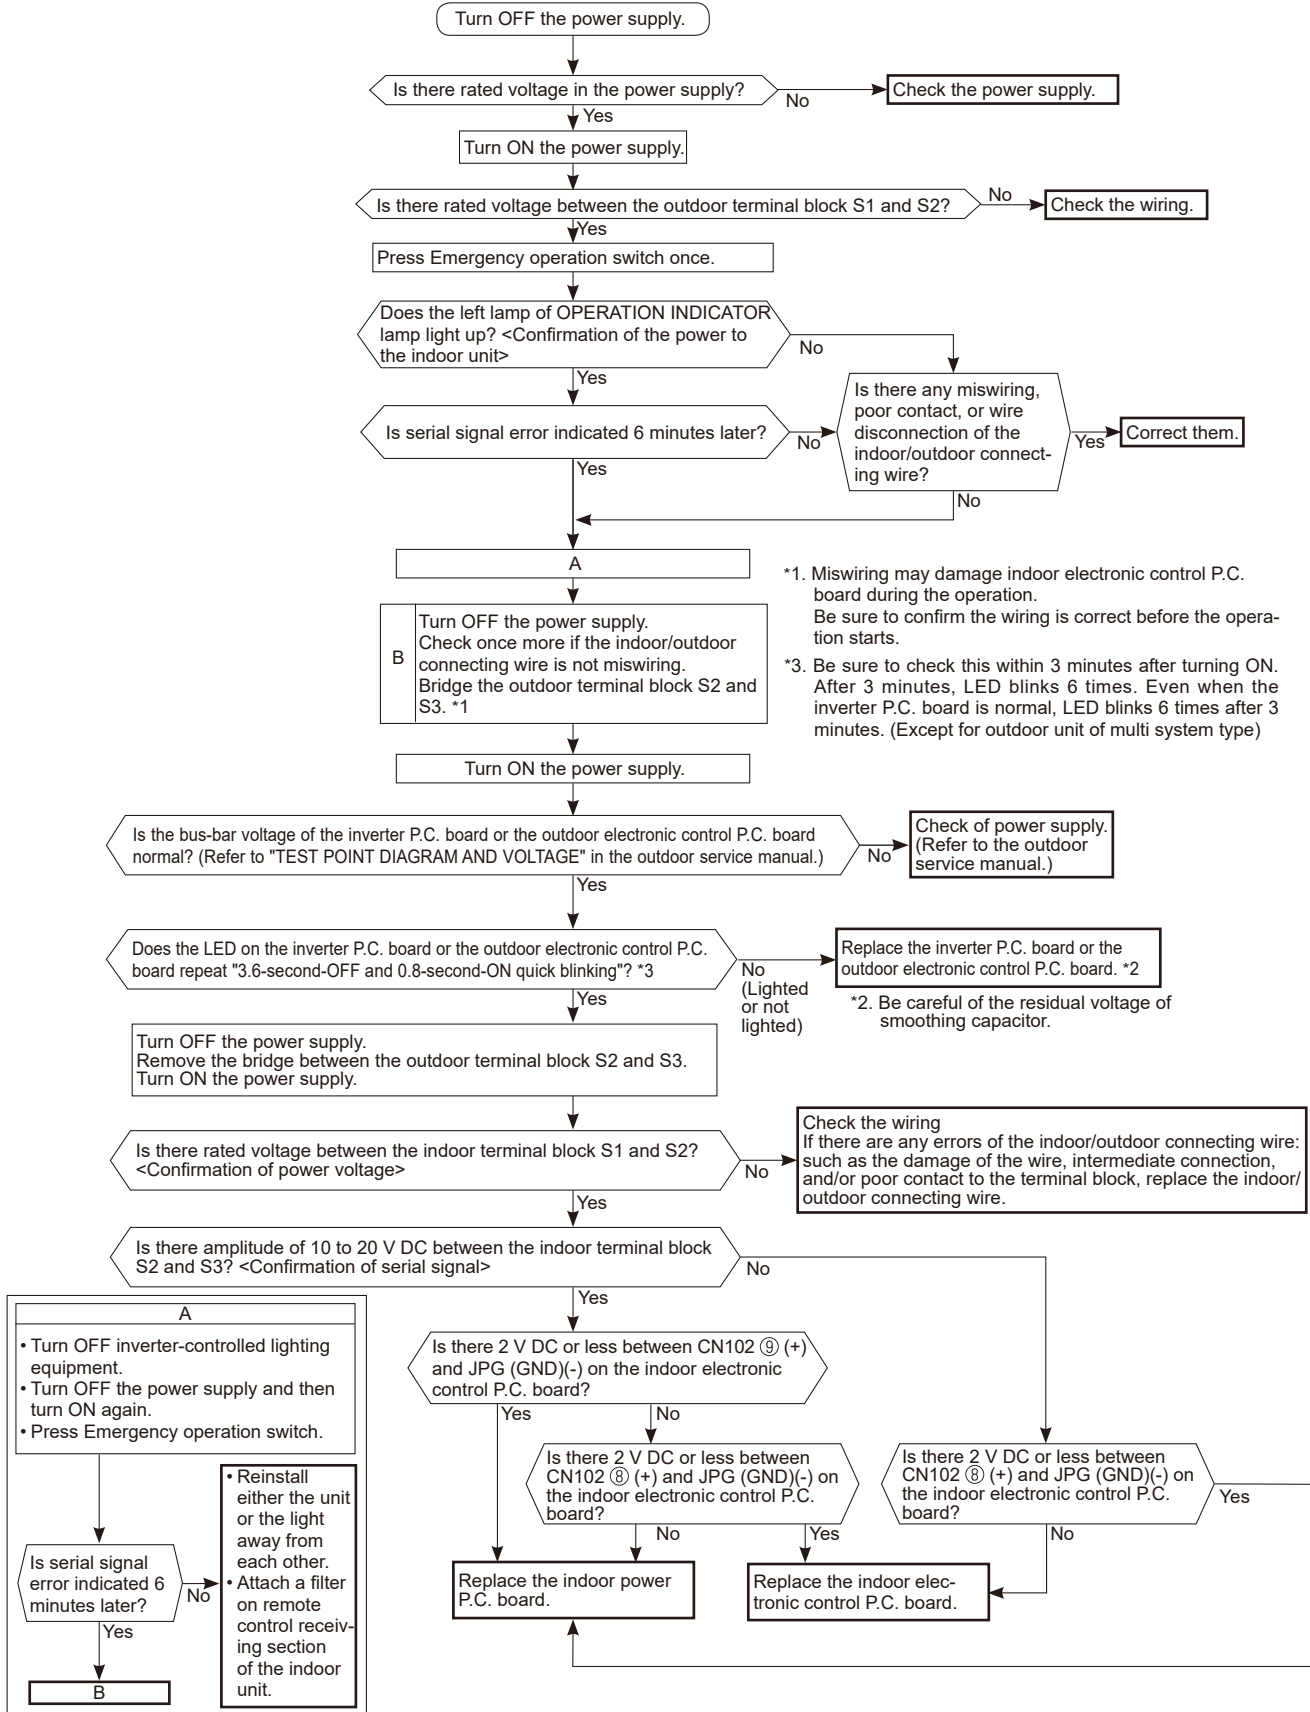 Turn OFF the power supply.
Is there rated voltage in the power supply?
No
Check the power supply.
Yes
Turn ON the power supply.
Is there rated voltage between the outdoor terminal block S1 and S2?
No
Check the wiring.
Yes
Press Emergency operation switch once.
Does the left lamp of OPERATION INDICATOR
lamp light up? <Confirmation of the power to
the indoor unit>
No
Yes
Is serial signal error indicated 6 minutes later?
No
Is there any miswiring,
poor contact, or wire
disconnection of the
indoor/outdoor connect-
ing wire?
Yes
Correct them.
Yes
No
A
B
Turn OFF the power supply.
Check once more if the indoor/outdoor
connecting wire is not miswiring.
Bridge the outdoor terminal block S2 and
S3. *1
*1. Miswiring may damage indoor electronic control P.C.
board during the operation.
Be sure to confirm the wiring is correct before the opera-
tion starts.
*3. Be sure to check this within 3 minutes after turning ON.
After 3 minutes, LED blinks 6 times. Even when the
inverter P.C. board is normal, LED blinks 6 times after 3
minutes. (Except for outdoor unit of multi system type)
Turn ON the power supply.
Is the bus-bar voltage of the inverter P.C. board or the outdoor electronic control P.C. board
normal? (Refer to "TEST POINT DIAGRAM AND VOLTAGE" in the outdoor service manual.)
No
Check of power supply.
(Refer to the outdoor
service manual.)
Yes
Does the LED on the inverter P.C. board or the outdoor electronic control P.C.
board repeat "3.6-second-OFF and 0.8-second-ON quick blinking"? *3
No
(Lighted
or not
lighted)
Replace the inverter P.C. board or the
outdoor electronic control P.C. board. *2
*2. Be careful of the residual voltage of
smoothing capacitor.
Yes
Turn OFF the power supply.
Remove the bridge between the outdoor terminal block S2 and S3.
Turn ON the power supply.
Is there rated voltage between the indoor terminal block S1 and S2?
<Confirmation of power voltage>
No
Check the wiring
If there are any errors of the indoor/outdoor connecting wire:
such as the damage of the wire, intermediate connection,
and/or poor contact to the terminal block, replace the indoor/
outdoor connecting wire.
Yes
Is there amplitude of 10 to 20 V DC between the indoor terminal block
S2 and S3? <Confirmation of serial signal>
No
Yes
Is there 2 V DC or less between CN102 ⑨ (+)
and JPG (GND)(-) on the indoor electronic
control P.C. board?
Yes
No
Is there 2 V DC or less between
CN102 ⑧ (+) and JPG (GND)(-) on
the indoor electronic control P.C.
board?
No
Yes
Is there 2 V DC or less between
CN102 ⑧ (+) and JPG (GND)(-) on
the indoor electronic control P.C.
board?
Yes
No
Replace the indoor power
P.C. board.
Replace the indoor elec-
tronic control P.C. board.
A
• Turn OFF inverter-controlled lighting
equipment.
• Turn OFF the power supply and then
turn ON again.
• Press Emergency operation switch.
Is serial signal
error indicated 6
minutes later?
No
• Reinstall
either the unit
or the light
away from
each other.
• Attach a filter
on remote
control receiv-
ing section
of the indoor
unit.
Yes
B